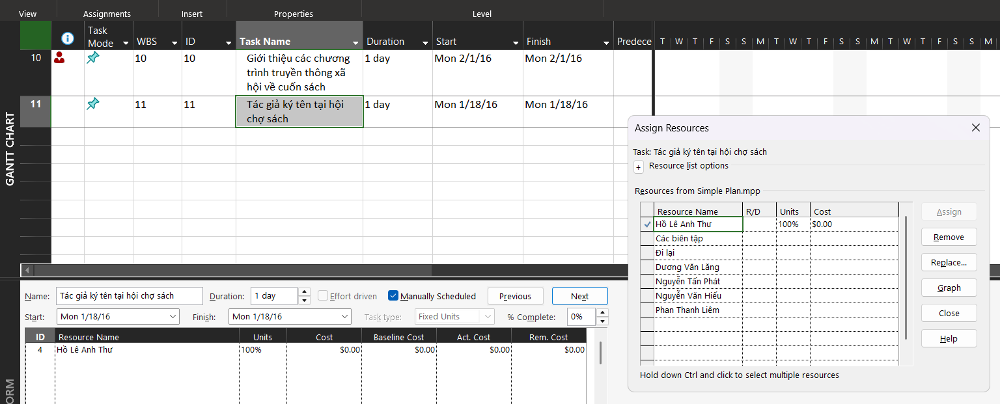 View Assignments Insert Properties Level
Task Mode WBS ID Task Name Duration Start Finish Predece T W T F S S M T W T F S S M T W T F S S M
10 10 10 Giới thiệu các chương 1 day Mon 2/1/16 Mon 2/1/16
trình truyền thông xã
hội về cuốn sách
11 11 11 Tác giả ký tên tại hội 1 day Mon 1/18/16 Mon 1/18/16
chợ sách
GANTT CHART
Assign Resources
Task: Tác giả ký tên tại hội chợ sách
+ Resource list options
Resources from Simple Plan.mpp
Resource Name R/D Units Cost
Hồ Lê Anh Thư 100% $0.00
Các biên tập
Đi lại
Dương Văn Lăng
Nguyễn Tấn Phát
Nguyễn Văn Hiếu
Phan Thanh Liêm
Assign
Remove
Replace...
Graph
Close
Help
Hold down Ctrl and click to select multiple resources
Name: Tác giả ký tên tại hội chợ sách Duration: 1 day Effort driven Manually Scheduled Previous Next
Start: Mon 1/18/16 Finish: Mon 1/18/16 Task type: Fixed Units % Complete: 0%
ID Resource Name Units Cost Baseline Cost Act. Cost Rem. Cost
4 Hồ Lê Anh Thư 100% $0.00 $0.00 $0.00 $0.00
ORM